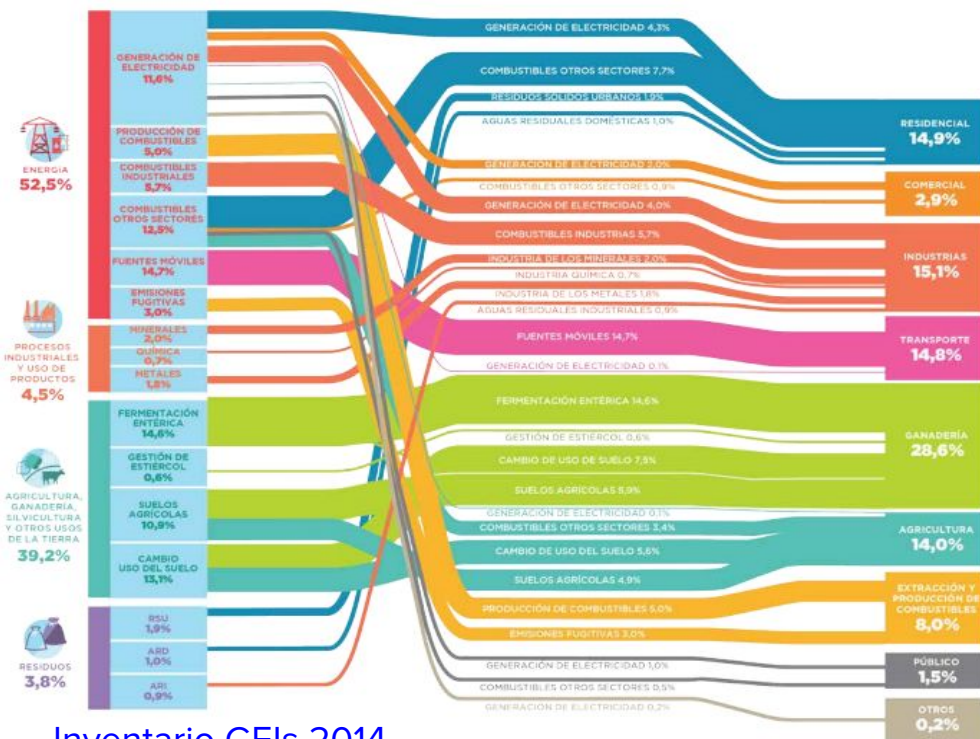 ENERGÍA
52,5%
PROCESOS
INDUSTRIALES
Y USO DE
PRODUCTOS
4,5%
AGRICULTURA,
GANADERÍA,
SILVICULTURA
Y OTROS USOS
DE LA TIERRA
39,2%
RESIDUOS
3,8%
GENERACIÓN DE
ELECTRICIDAD
11,6%
PRODUCCIÓN DE
COMBUSTIBLES
5,0%
COMBUSTIBLES
INDUSTRIALES
5,7%
COMBUSTIBLES
OTROS SECTORES
12,5%
FUENTES MÓVILES
14,7%
EMISIONES
FUGITIVAS
3,0%
MINERALES
2,0%
QUÍMICA
0,7%
METALES
1,8%
FERMENTACIÓN
ENTÉRICA
14,6%
GESTIÓN DE
ESTIÉRCOL
0,6%
SUELOS
AGRÍCOLAS
10,9%
CAMBIO
USO DEL SUELO
13,1%
RSU
1,9%
ARD
1,0%
ARI
0,9%
GENERACIÓN DE ELECTRICIDAD 4,3%
COMBUSTIBLES OTROS SECTORES 7,7%
RESIDUOS SÓLIDOS URBANOS 1,9%
AGUAS RESIDUALES DOMÉSTICAS 1,0%
GENERACIÓN DE ELECTRICIDAD 2,0%
COMBUSTIBLES OTROS SECTORES 0,9%
GENERACIÓN DE ELECTRICIDAD 4,0%
COMBUSTIBLES INDUSTRIAS 5,7%
INDUSTRIA DE LOS MINERALES 2,0%
INDUSTRIA QUÍMICA 0,7%
INDUSTRIA DE LOS METALES 1,8%
AGUAS RESIDUALES INDUSTRIALES 0,9%
FUENTES MÓVILES 14,7%
GENERACIÓN DE ELECTRICIDAD 0,1%
FERMENTACIÓN ENTÉRICA 14,6%
GESTIÓN DE ESTIÉRCOL 0,6%
CAMBIO DE USO DE SUELO 7,5%
SUELOS AGRÍCOLAS 5,9%
GENERACIÓN DE ELECTRICIDAD 0,1%
COMBUSTIBLES OTROS SECTORES 3,4%
CAMBIO DE USO DEL SUELO 5,6%
SUELOS AGRÍCOLAS 4,9%
PRODUCCIÓN DE COMBUSTIBLES 5,0%
EMISIONES FUGITIVAS 3,0%
GENERACIÓN DE ELECTRICIDAD 1,0%
COMBUSTIBLES OTROS SECTORES 0,5%
GENERACIÓN DE ELECTRICIDAD 0,2%
RESIDENCIAL
14,9%
COMERCIAL
2,9%
INDUSTRIAS
15,1%
TRANSPORTE
14,8%
GANADERÍA
28,6%
AGRICULTURA
14,0%
EXTRACCIÓN Y
PRODUCCIÓN DE
COMBUSTIBLES
8,0%
PÚBLICO
1,5%
OTROS
0,2%
Inventario GEIs 2014